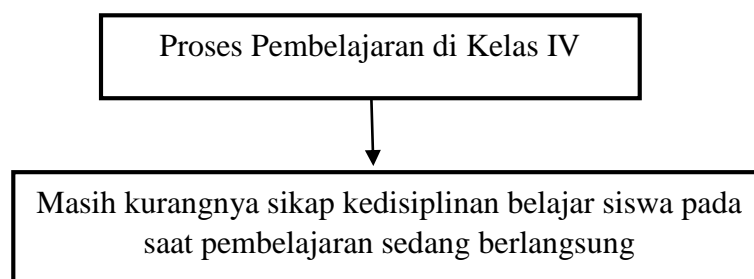 Proses Pembelajaran di Kelas IV
Masih kurangnya sikap kedisiplinan belajar siswa pada
saat pembelajaran sedang berlangsung